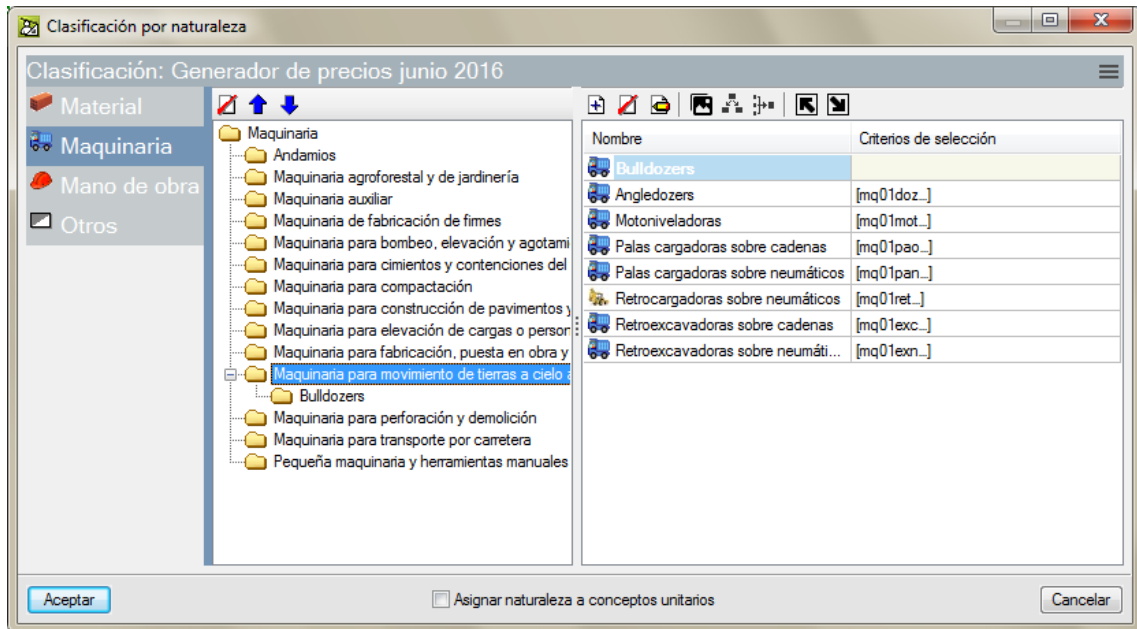 Clasificación por naturaleza
Clasificación: Generador de precios junio 2016
Material
Maquinaria
Mano de obra
Otros
Maquinaria
Andamios
Maquinaria agroforestal y de jardinería
Maquinaria auxiliar
Maquinaria de fabricación de firmes
Maquinaria para bombeo, elevación y agotami
Maquinaria para cimientos y contenciones del
Maquinaria para compactación
Maquinaria para construcción de pavimentos y
Maquinaria para elevación de cargas o person
Maquinaria para fabricación, puesta en obra y
Maquinaria para movimiento de tierras a cielo a
Bulldozers
Maquinaria para perforación y demolición
Maquinaria para transporte por carretera
Pequeña maquinaria y herramientas manuales
Nombre Criterios de selección
Bulldozers
Angledozers [mq01doz...]
Motoniveladoras [mq01mot...]
Palas cargadoras sobre cadenas [mq01pao...]
Palas cargadoras sobre neumáticos [mq01pan...]
Retrocargadoras sobre neumáticos [mq01ret...]
Retroexcavadoras sobre cadenas [mq01exc...]
Retroexcavadoras sobre neumáti... [mq01exn...]
Aceptar Asignar naturaleza a conceptos unitarios Cancelar